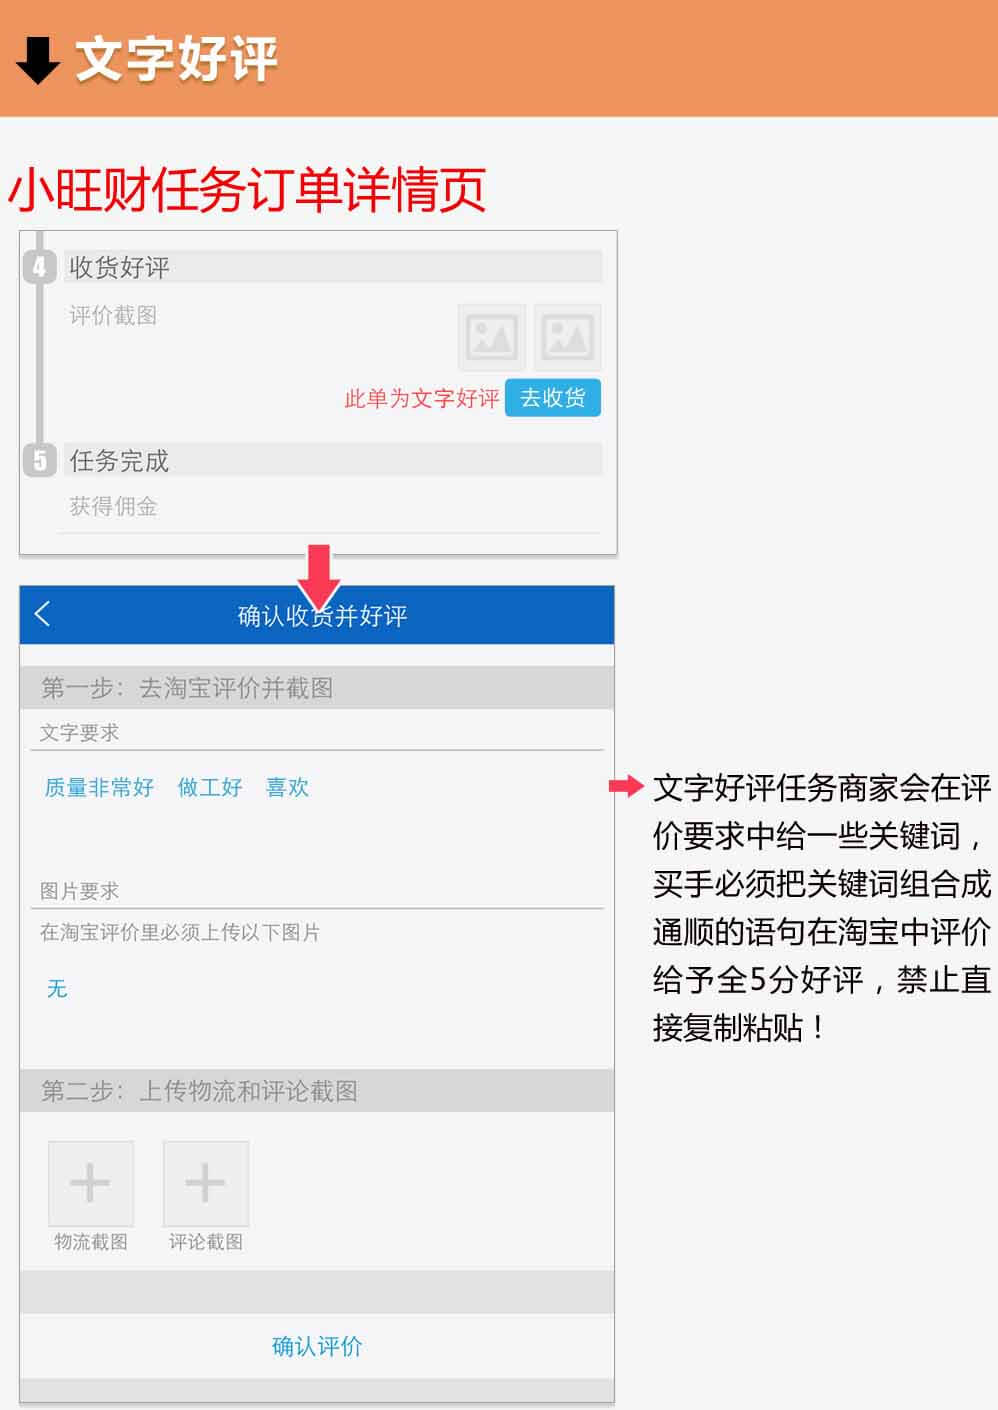 文字好评
小旺财任务订单详情页
4 收货好评
评价截图
此单为文字好评 去收货
5 任务完成
获得佣金
确认收货并好评
第一步：去淘宝评价并截图
文字要求
质量非常好 做工好 喜欢
图片要求
在淘宝评价里必须上传以下图片
无
第二步：上传物流和评论截图
物流截图 评论截图
确认评价
文字好评任务商家会在评
价要求中给一些关键词，
买手必须把关键词组合成
通顺的语句在淘宝中评价
给予全5分好评，禁止直
接复制粘贴！